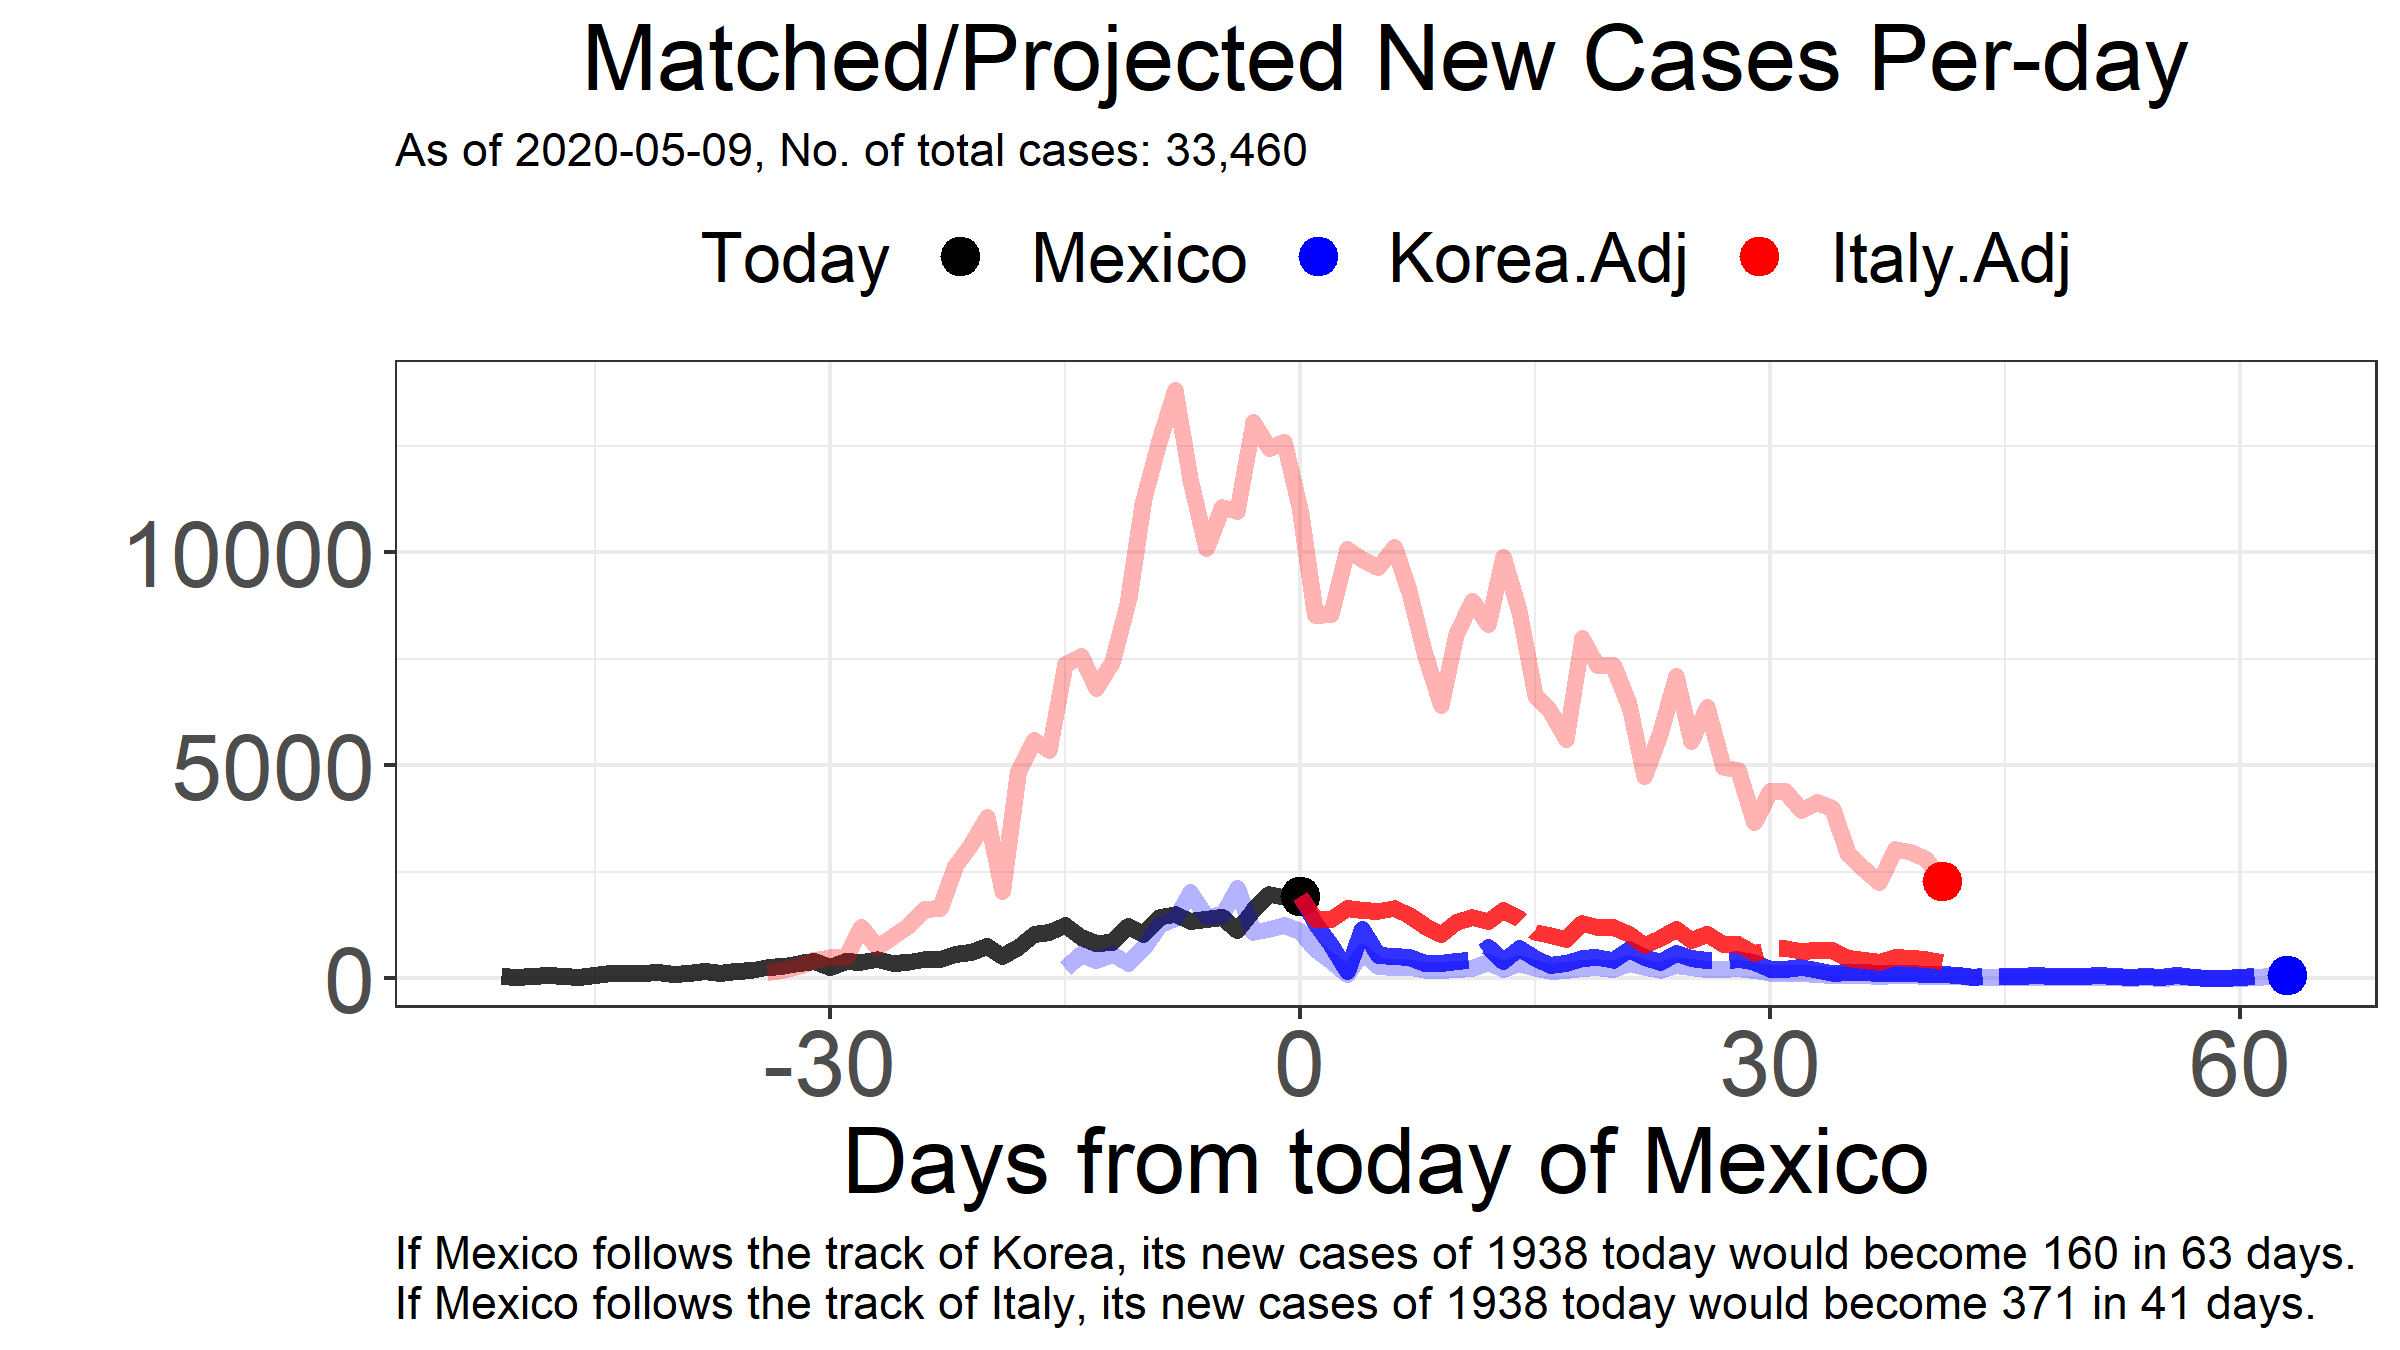 Matched/Projected New Cases Per-day
As of 2020-05-09, No. of total cases: 33,460
Today Mexico Korea.Adj Italy.Adj
10000
5000
0
-30 0 30 60
Days from today of Mexico
If Mexico follows the track of Korea, its new cases of 1938 today would become 160 in 63 days.
If Mexico follows the track of Italy, its new cases of 1938 today would become 371 in 41 days.